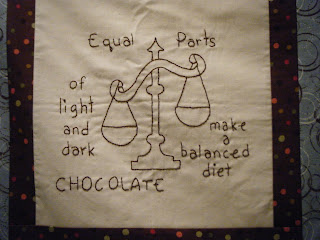 Equal Parts
of
light
and
dark
CHOCOLATE
make
a
balanced
diet